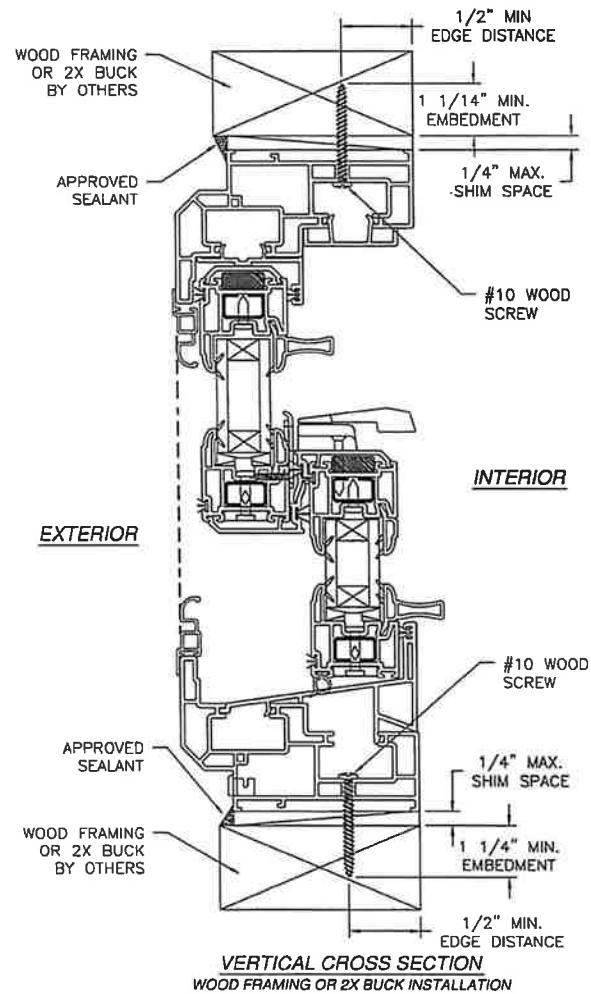 1/2" MIN
EDGE DISTANCE
WOOD FRAMING
OR 2X BUCK
BY OTHERS
1 1/14" MIN.
EMBEDMENT
APPROVED
SEALANT
1/4" MAX.
SHIM SPACE
#10 WOOD
SCREW
INTERIOR
EXTERIOR
#10 WOOD
SCREW
APPROVED
SEALANT
1/4" MAX.
SHIM SPACE
WOOD FRAMING
OR 2X BUCK
BY OTHERS
1 1/4" MIN.
EMBEDMENT
1/2" MIN.
EDGE DISTANCE
VERTICAL CROSS SECTION
WOOD FRAMING OR 2X BUCK INSTALLATION